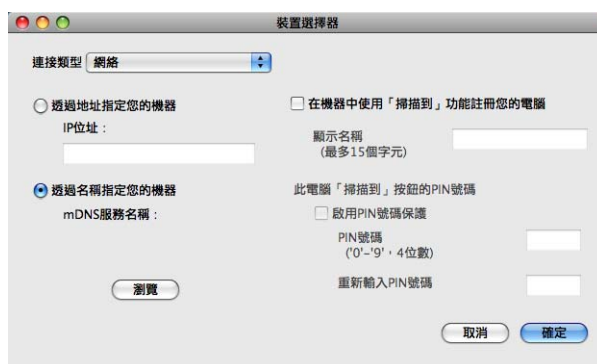 裝置選擇器
連接類型 網絡
透過地址指定您的機器
IP位址：
透過名稱指定您的機器
mDNS服務名稱：
瀏覽
在機器中使用「掃描到」功能註冊您的電腦
顯示名稱
(最多15個字元)
此電腦「掃描到」按鈕的PIN號碼
啟用PIN號碼保護
PIN號碼
('0'–'9'，4位數)
重新輸入PIN號碼
取消 確定